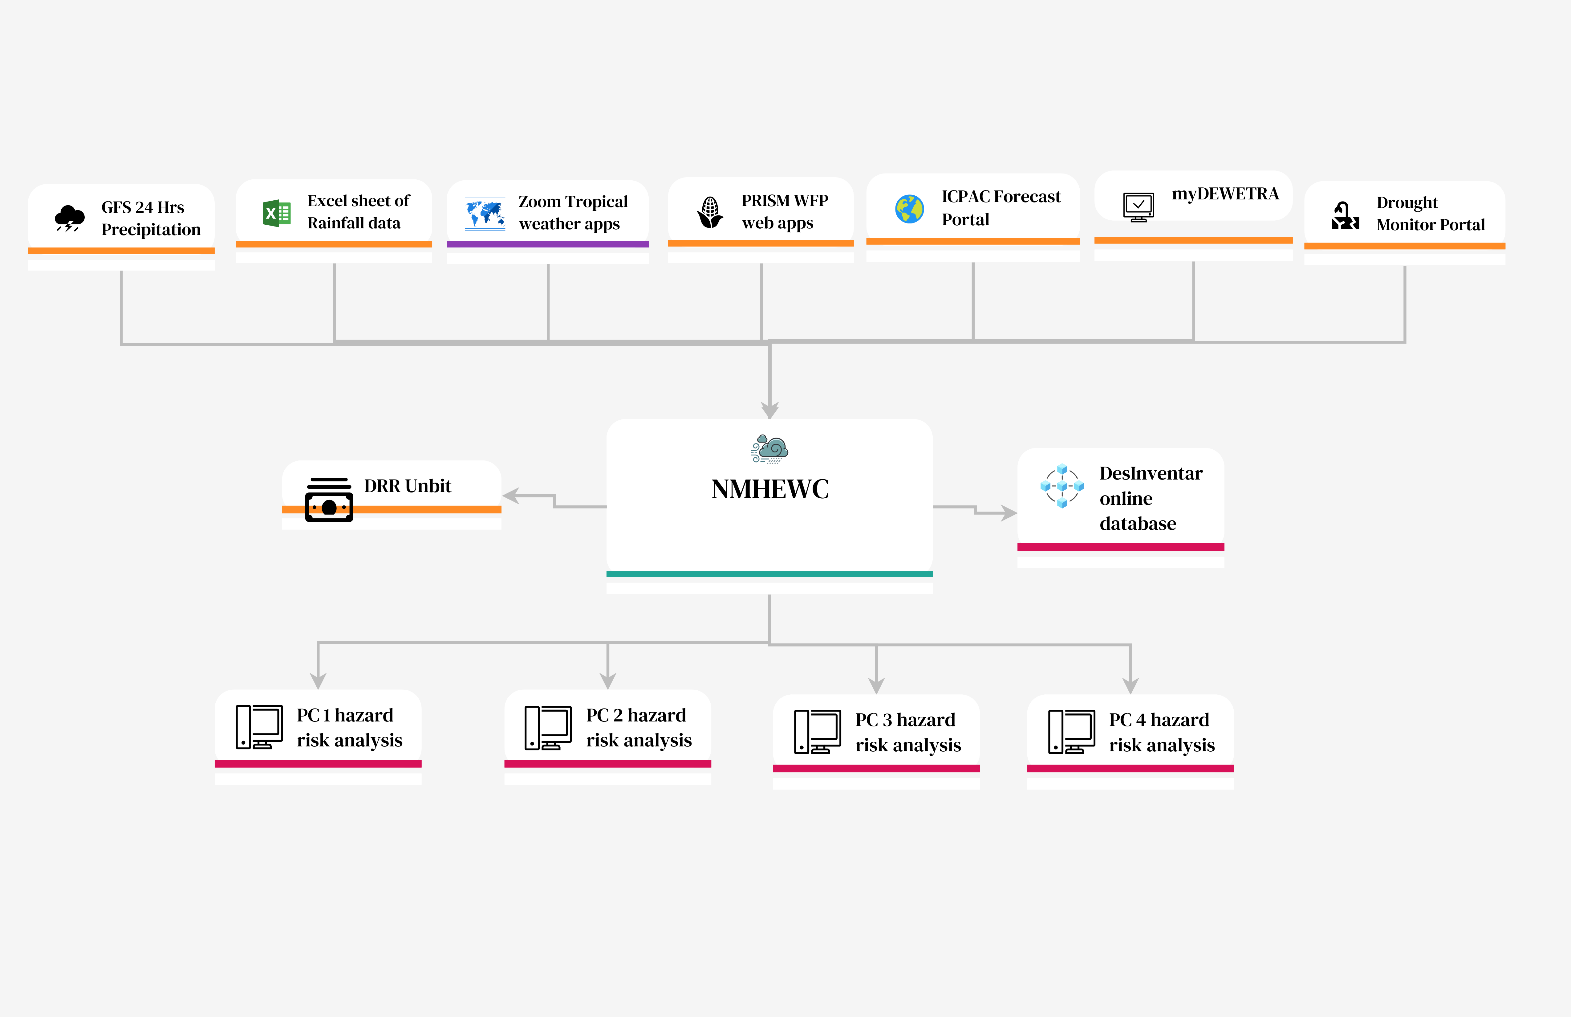 GFS 24 Hrs
Precipitation
Excel sheet of
Rainfall data
Zoom Tropical
weather apps
PRISM WFP
web apps
ICPAC Forecast
Portal
myDEWETRA
Drought
Monitor Portal
NMHEWC
DRR Unbit
DesInventar
online
database
PC 1 hazard
risk analysis
PC 2 hazard
risk analysis
PC 3 hazard
risk analysis
PC 4 hazard
risk analysis